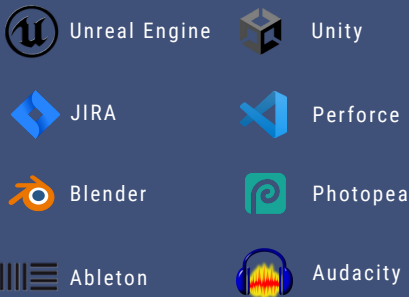 Unreal Engine
Unity
JIRA
Perforce
Blender
Photopea
Ableton
Audacity